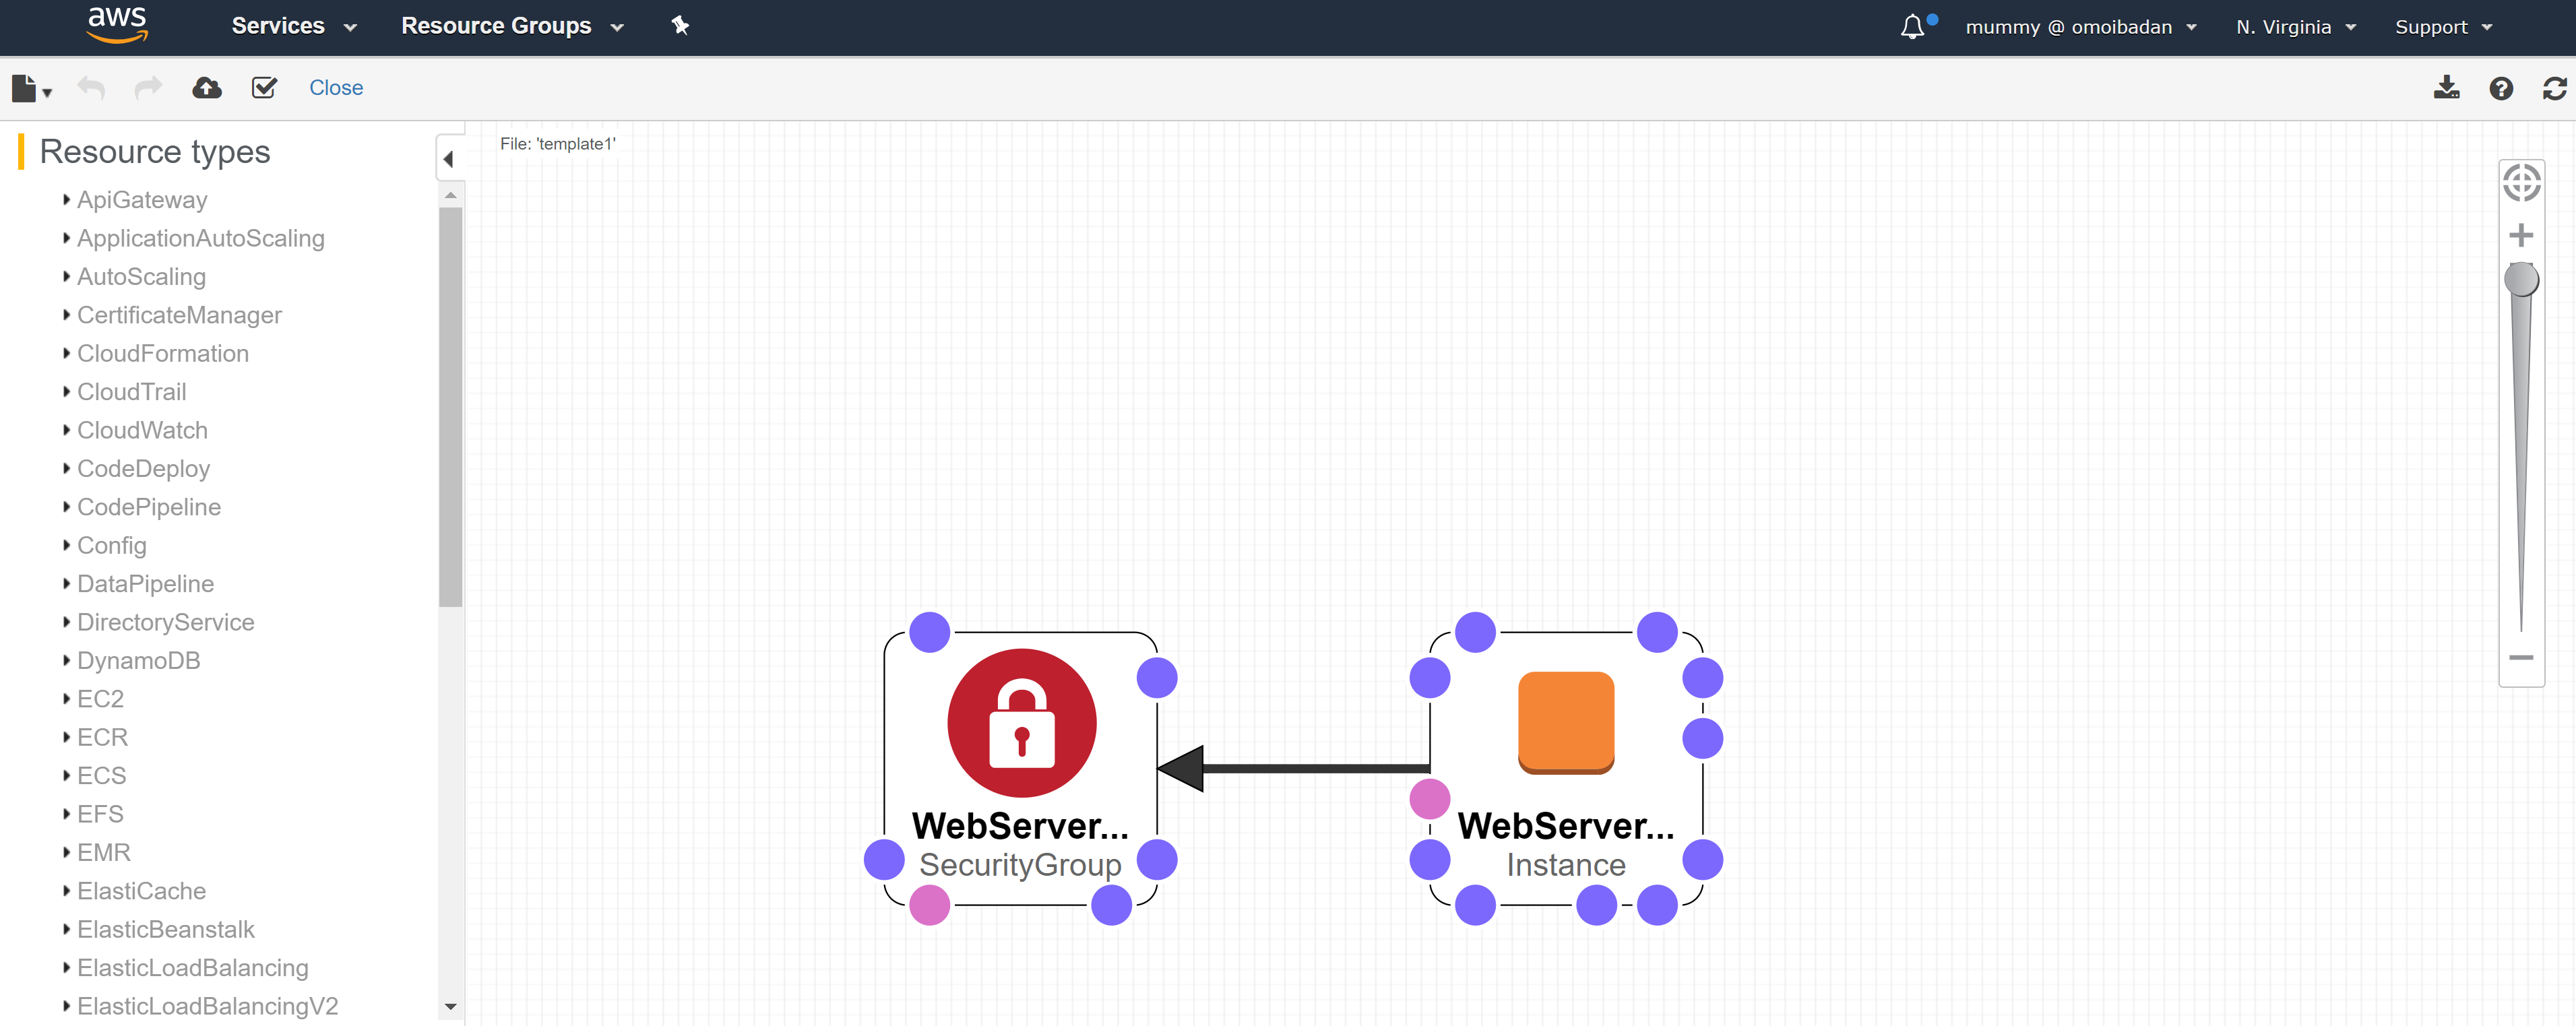 aws Services Resource Groups mummy @ omoibadan N. Virginia Support
Close
Resource types
File: 'template1'
ApiGateway
ApplicationAutoScaling
AutoScaling
CertificateManager
CloudFormation
CloudTrail
CloudWatch
CodeDeploy
CodePipeline
Config
DataPipeline
DirectoryService
DynamoDB
EC2
ECR
ECS
EFS
EMR
ElastiCache
ElasticBeanstalk
ElasticLoadBalancing
ElasticLoadBalancingV2
WebServer...
SecurityGroup
WebServer...
Instance